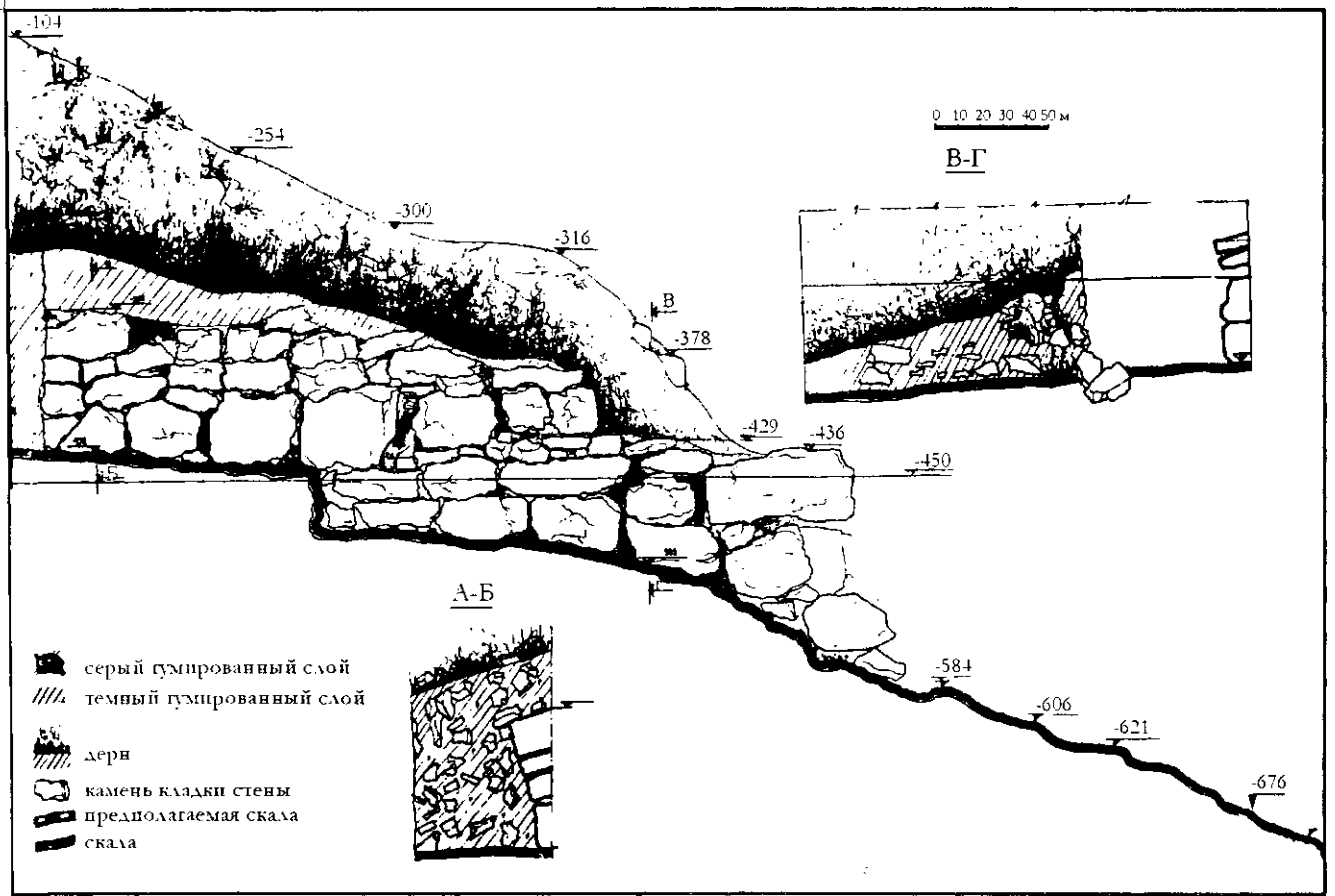 -104
-254
-300
-316
В
-378
-429
-436
-450
0 10 20 30 40 50 м
В-Г
Б
Г
А-Б
серый гумированный слой
темный гумированный слой
дерн
камень кладки стены
предполагаемая скала
скала
-584
-606
-621
-676